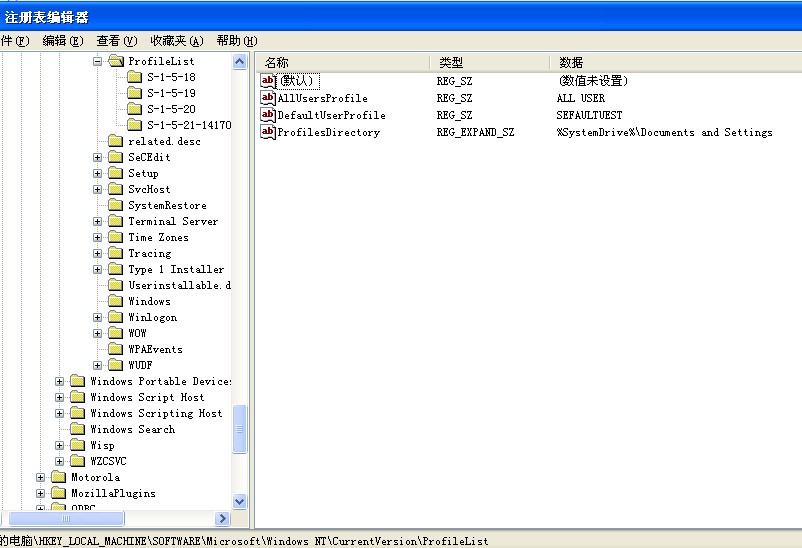 注册表编辑器
件(F) 编辑(E) 查看(V) 收藏夹(A) 帮助(H)
ProfileList
S-1-5-18
S-1-5-19
S-1-5-20
S-1-5-21-14170
related.desc
SeCEdit
Setup
SvcHost
SystemRestore
Terminal Server
Time Zones
Tracing
Type 1 Installer
Userinstallable.d
Windows
Winlogon
WOW
WPAEvents
WUDF
Windows Portable Devices
Windows Script Host
Windows Scripting Host
Windows Search
Wisp
WZCSVC
Motorola
MozillaPlugins
ODBC
名称 类型 数据
(默认) REG_SZ (数值未设置)
AllUsersProfile REG_SZ ALL USER
DefaultUserProfile REG_SZ SEFAULTUEST
ProfilesDirectory REG_EXPAND_SZ %SystemDrive%\Documents and Settings
的电脑\HKEY_LOCAL_MACHINE\SOFTWARE\Microsoft\Windows NT\CurrentVersion\ProfileList